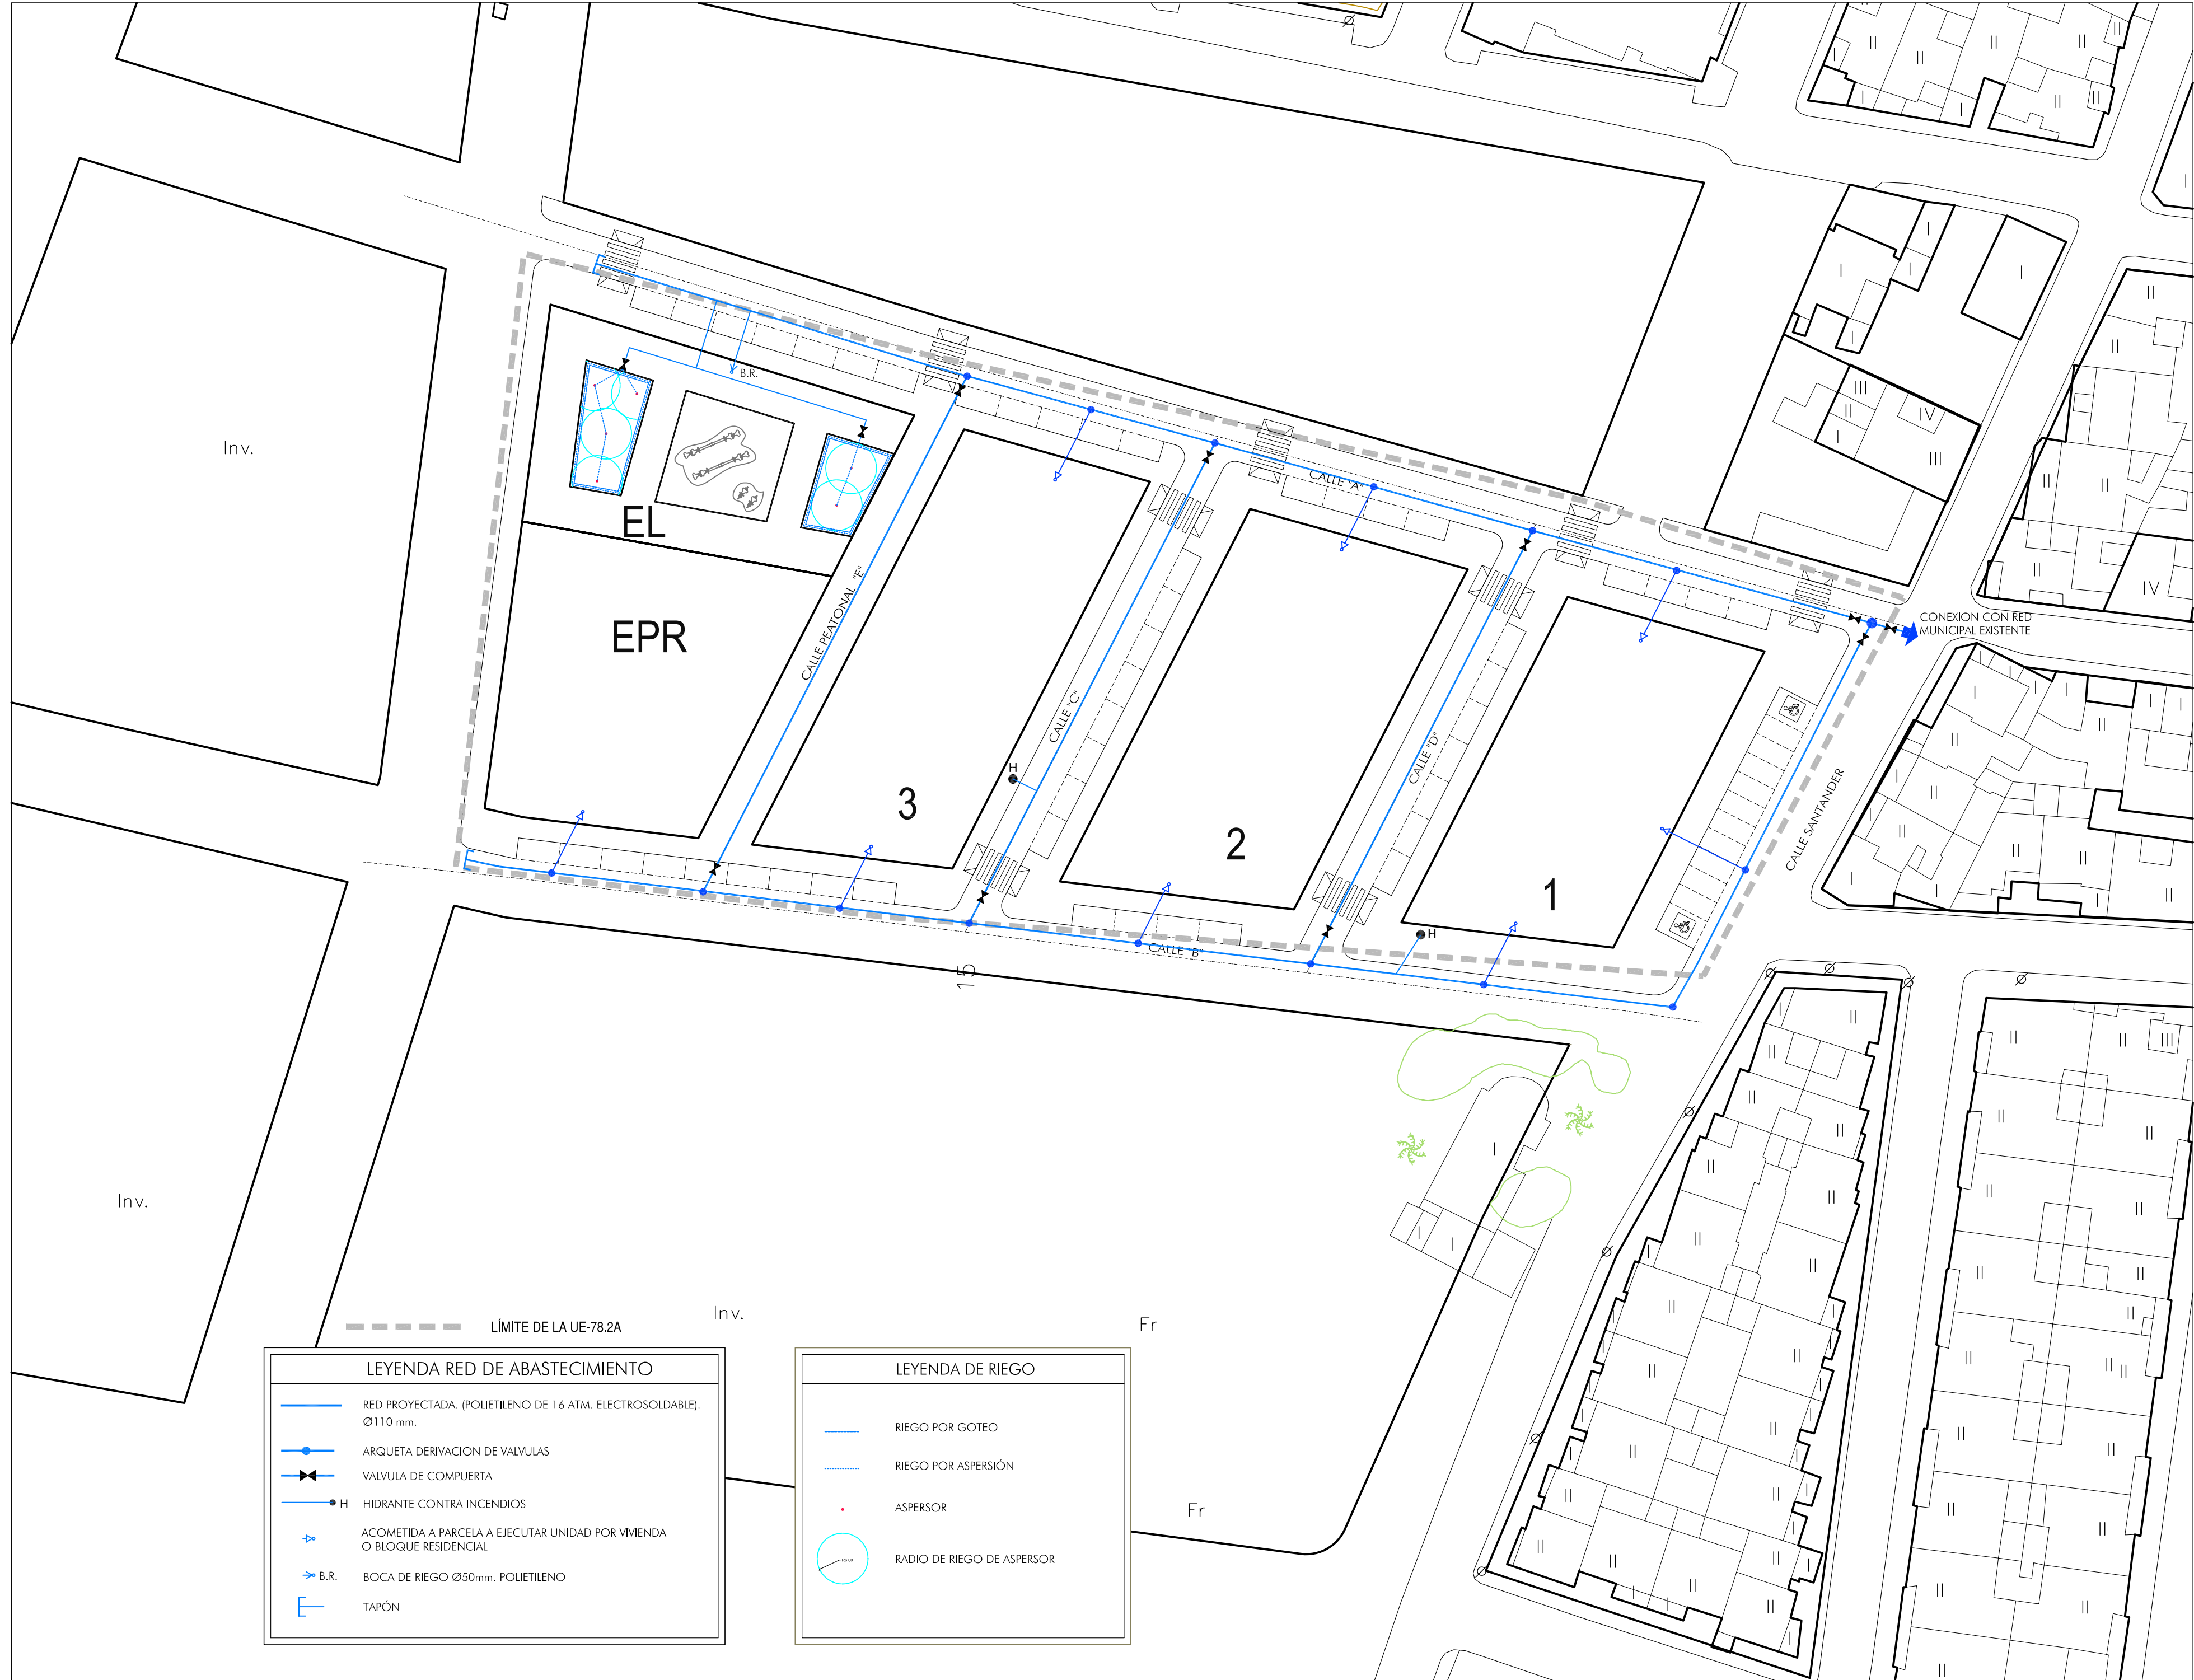 B.R.
Inv.
CALLE "A"
EL
EPR
CALLE PEATONAL "E"
CONEXION CON RED
MUNICIPAL EXISTENTE
CALLE "C"
CALLE "D"
CALLE SANTANDER
H
3
2
1
H
CALLE "B"
15
IV
III
II
I
III
IV
Inv.
Inv.
Fr
Fr
LÍMITE DE LA UE-78.2A
LEYENDA RED DE ABASTECIMIENTO
RED PROYECTADA. (POLIETILENO DE 16 ATM. ELECTROSOLDABLE).
Ø110 mm.
ARQUETA DERIVACION DE VALVULAS
VALVULA DE COMPUERTA
H HIDRANTE CONTRA INCENDIOS
ACOMETIDA A PARCELA A EJECUTAR UNIDAD POR VIVIENDA
O BLOQUE RESIDENCIAL
B.R. BOCA DE RIEGO Ø50mm. POLIETILENO
TAPÓN
LEYENDA DE RIEGO
RIEGO POR GOTEO
RIEGO POR ASPERSIÓN
ASPERSOR
RADIO DE RIEGO DE ASPERSOR